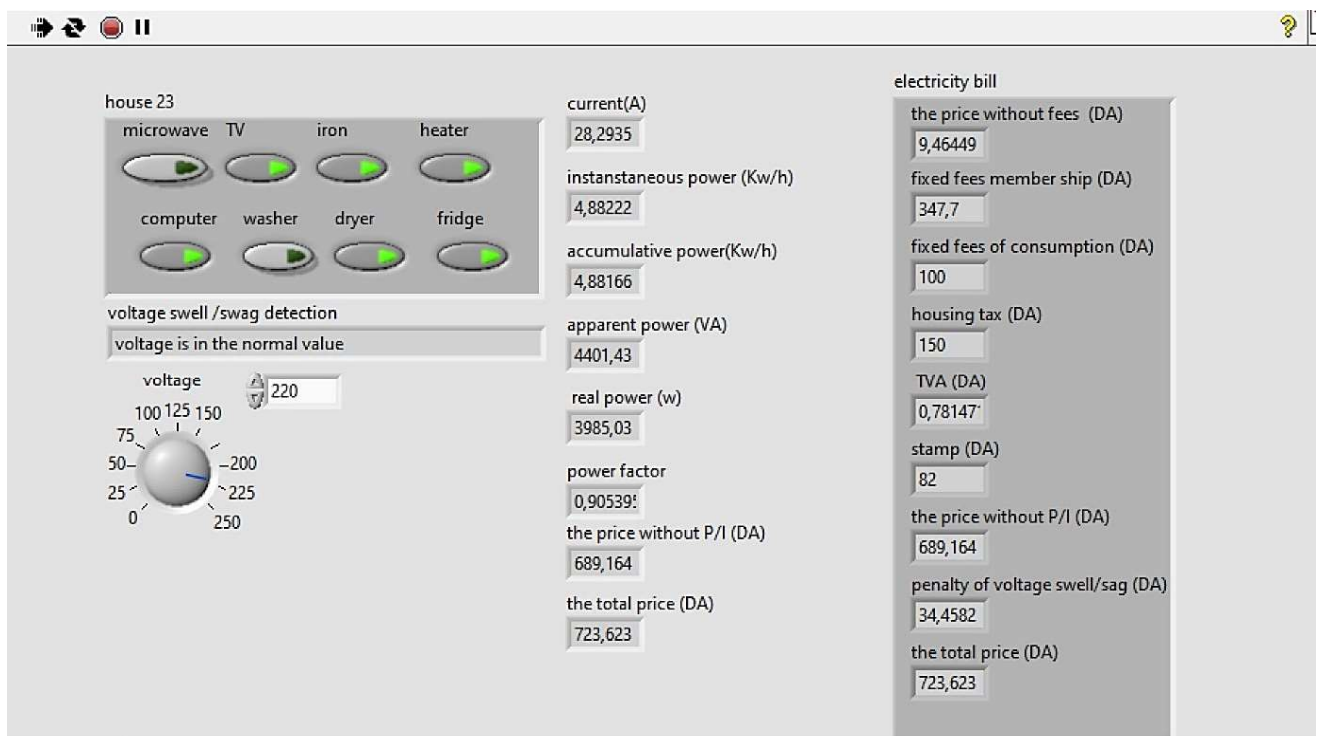 house 23
microwave TV iron heater
computer washer dryer fridge
voltage swell /swag detection
voltage is in the normal value
voltage
220
0 25 50 75 100 125 150 200 225 250
current(A)
28,2935
instanstaneous power (Kw/h)
4,88222
accumulative power(Kw/h)
4,88166
apparent power (VA)
4401,43
real power (w)
3985,03
power factor
0,90539
the price without P/I (DA)
689,164
the total price (DA)
723,623
electricity bill
the price without fees (DA)
9,46449
fixed fees member ship (DA)
347,7
fixed fees of consumption (DA)
100
housing tax (DA)
150
TVA (DA)
0,78147
stamp (DA)
82
the price without P/I (DA)
689,164
penalty of voltage swell/sag (DA)
34,4582
the total price (DA)
723,623